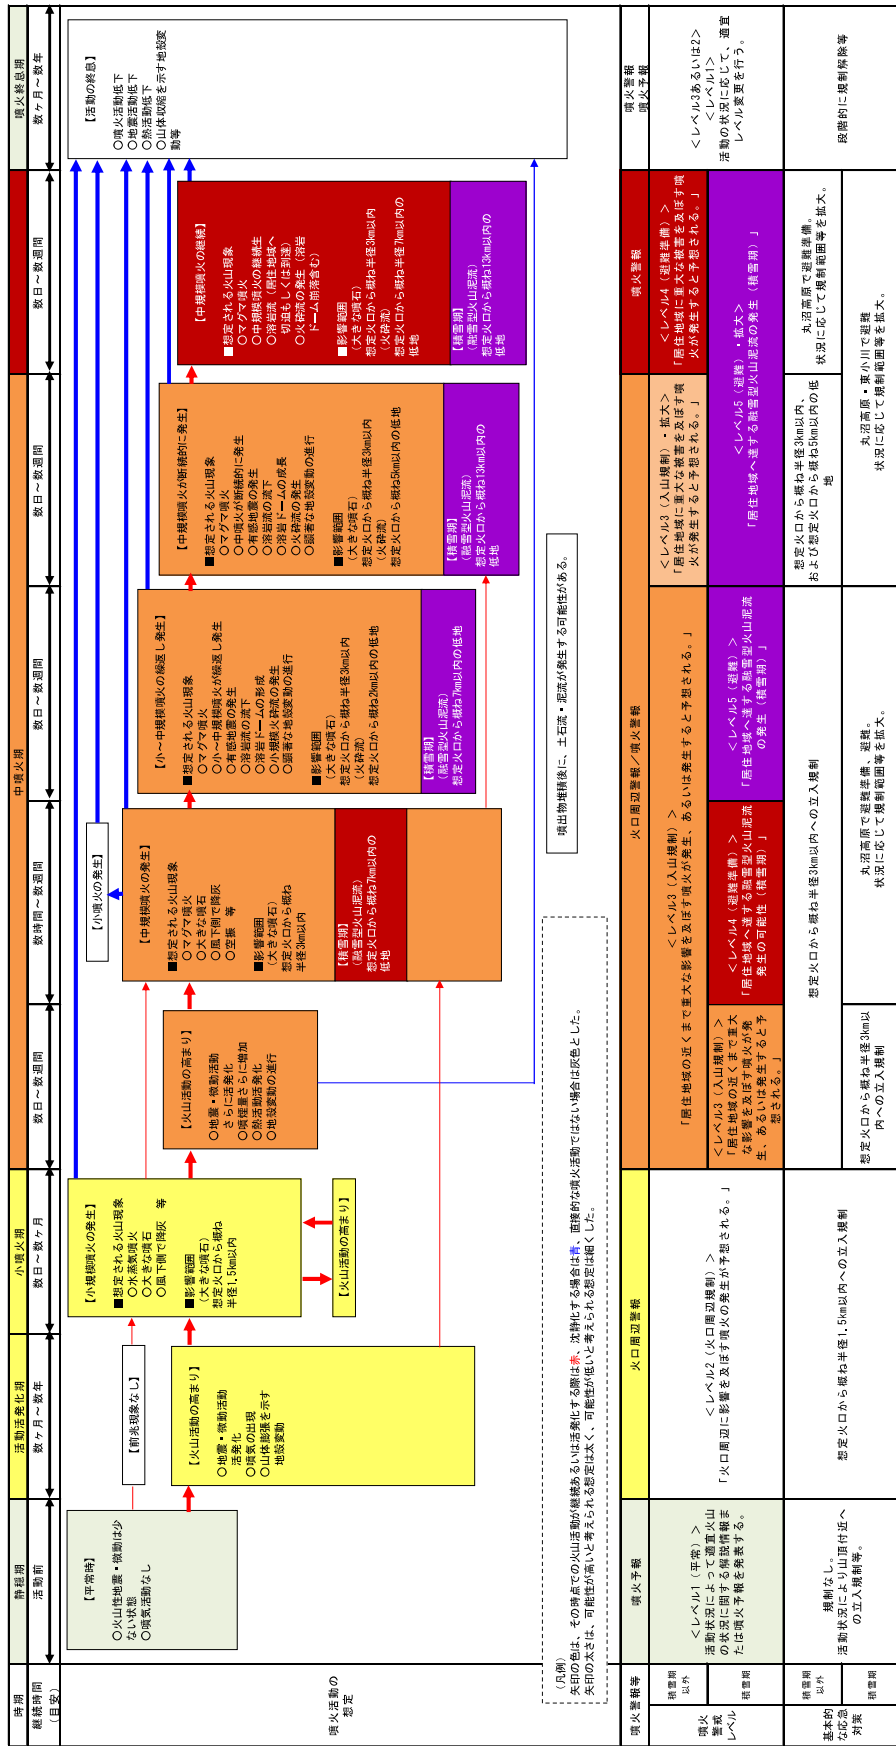 時期
静穏期
活動活発化期
小噴火期
中噴火期
噴火終息期
継続時間
（目安）
活動前
数ヶ月～数年
数日～数ヶ月
数日～数週間
数時間～数週間
数日～数週間
数日～数週間
数日～数週間
数ヶ月～数年
噴火活動の
想定
【平常時】
○火山性地震・微動は少
ない状態
○噴気活動なし
【前兆現象なし】
【火山活動の高まり】
○地震・微動活動
活発化
○噴気の出現
○山体膨張を示す
地殻変動
【小規模噴火の発生】
■想定される火山現象
○水蒸気噴火
○大きな噴石
○風下側で降灰　等
■影響範囲
（大きな噴石）
想定火口から概ね
半径1.5km以内
【火山活動の高まり】
【火山活動の高まり】
○地震・微動活動
さらに活発化
○噴煙量さらに増加
○熱活動活発化
○地殻変動の進行
【小噴火の発生】
【中規模噴火の発生】
■想定される火山現象
○マグマ噴火
○大きな噴石
○風下側で降灰
○空振　等
■影響範囲
（大きな噴石）
想定火口から概ね
半径3km以内
【積雪期】
（融雪型火山泥流）
想定火口から概ね7km以内の
低地
【小～中規模噴火の繰返し発生】
■想定される火山現象
○マグマ噴火
○小～中規模噴火が繰返し発生
○有感地震の発生
○溶岩流の流下
○溶岩ドームの形成
○小規模火砕流の発生
○顕著な地殻変動の進行
■影響範囲
（大きな噴石）
想定火口から概ね半径3km以内
（火砕流）
想定火口から概ね2km以内の低地
【積雪期】
（融雪型火山泥流）
想定火口から概ね7km以内の低地
【中規模噴火が断続的に発生】
■想定される火山現象
○マグマ噴火
○中噴火が断続的に発生
○有感地震の発生
○溶岩流の流下
○溶岩ドームの成長
○火砕流の発生
○顕著な地殻変動の進行
■影響範囲
（大きな噴石）
想定火口から概ね半径3km以内
（火砕流）
想定火口から概ね5km以内の低地
【積雪期】
（融雪型火山泥流）
想定火口から概ね13km以内の
低地
【中規模噴火の継続】
■想定される火山現象
○マグマ噴火
○中規模噴火の継続生
○溶岩流（居住地域へ
切迫もしくは到達）
○火砕流の発生（溶岩
ドーム崩落含む）
■影響範囲
（大きな噴石）
想定火口から概ね半径3km以内
（火砕流）
想定火口から概ね半径7km以内の
低地
【積雪期】
（融雪型火山泥流）
想定火口から概ね13km以内の
低地
【活動の終息】
○噴火活動低下
○地震活動低下
○熱活動低下
○山体収縮を示す地殻変
動等
噴出物堆積後に、土石流・泥流が発生する可能性がある。
（凡例）
矢印の色は、その時点での火山活動が継続あるいは活発化する際は赤、沈静化する場合は青、直接的な噴火活動ではない場合は灰色とした。
矢印の太さは、可能性が高いと考えられる想定は太く、可能性が低いと考えられる想定は細くした。
噴火警報等
噴火予報
火口周辺警報
火口周辺警報／噴火警報
噴火警報
噴火警報
噴火予報
噴火
警戒
レベル
積雪期
以外
積雪期
＜レベル1（平常）＞
活動状況によって適宜火山
の状況に関する解説情報ま
たは噴火予報を発表する。
＜レベル2（火口周辺規制）＞
「火口周辺に影響を及ぼす噴火の発生が予想される。」
＜レベル3（入山規制）＞
「居住地域の近くまで重大な影響を及ぼす噴火が発生、あるいは発生すると予想される。」
＜レベル3（入山規制）・拡大＞
「居住地域に重大な被害を及ぼす噴
火が発生すると予想される。」
＜レベル4（避難準備）＞
「居住地域に重大な被害を及ぼす噴
火が発生すると予想される。」
＜レベル3（入山規制）＞
「居住地域の近くまで重大
な影響を及ぼす噴火が発
生、あるいは発生すると予
想される。」
＜レベル4（避難準備）＞
「居住地域へ達する融雪型火山泥流
発生の可能性（積雪期）」
＜レベル5（避難）＞
「居住地域へ達する融雪型火山泥流
の発生（積雪期）」
＜レベル5（避難）・拡大＞
「居住地域へ達する融雪型火山泥流の発生（積雪期）」
＜レベル3あるいは2＞
＜レベル1＞
活動の状況に応じて、適宜
レベル変更を行う。
基本的
な応急
対策
積雪期
以外
積雪期
規制なし。
活動状況により山頂付近へ
の立入規制等。
想定火口から概ね半径1.5km以内への立入規制
想定火口から概ね半径3km以内への立入規制
想定火口から概ね半径3km以内、
および想定火口から概ね5km以内の低
地
丸沼高原で避難準備。
状況に応じて規制範囲等を拡大。
想定火口から概ね半径3km以
内への立入規制
丸沼高原で避難準備、避難。
状況に応じて規制範囲等を拡大。
丸沼高原・東小川で避難
状況に応じて規制範囲等を拡大。
段階的に規制解除等